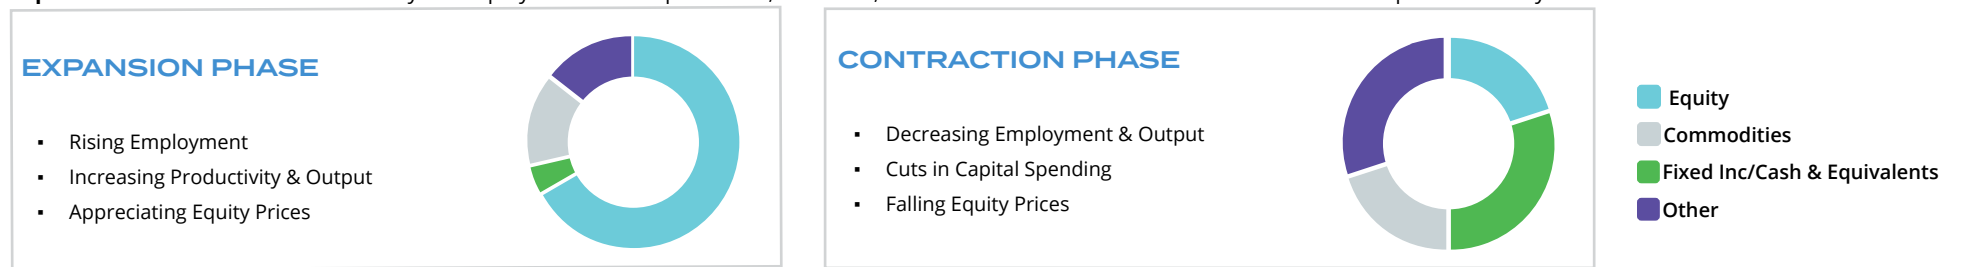 EXPANSION PHASE
▪ Rising Employment
▪ Increasing Productivity & Output
▪ Appreciating Equity Prices
CONTRACTION PHASE
▪ Decreasing Employment & Output
▪ Cuts in Capital Spending
▪ Falling Equity Prices
Equity
Commodities
Fixed Inc/Cash & Equivalents
Other